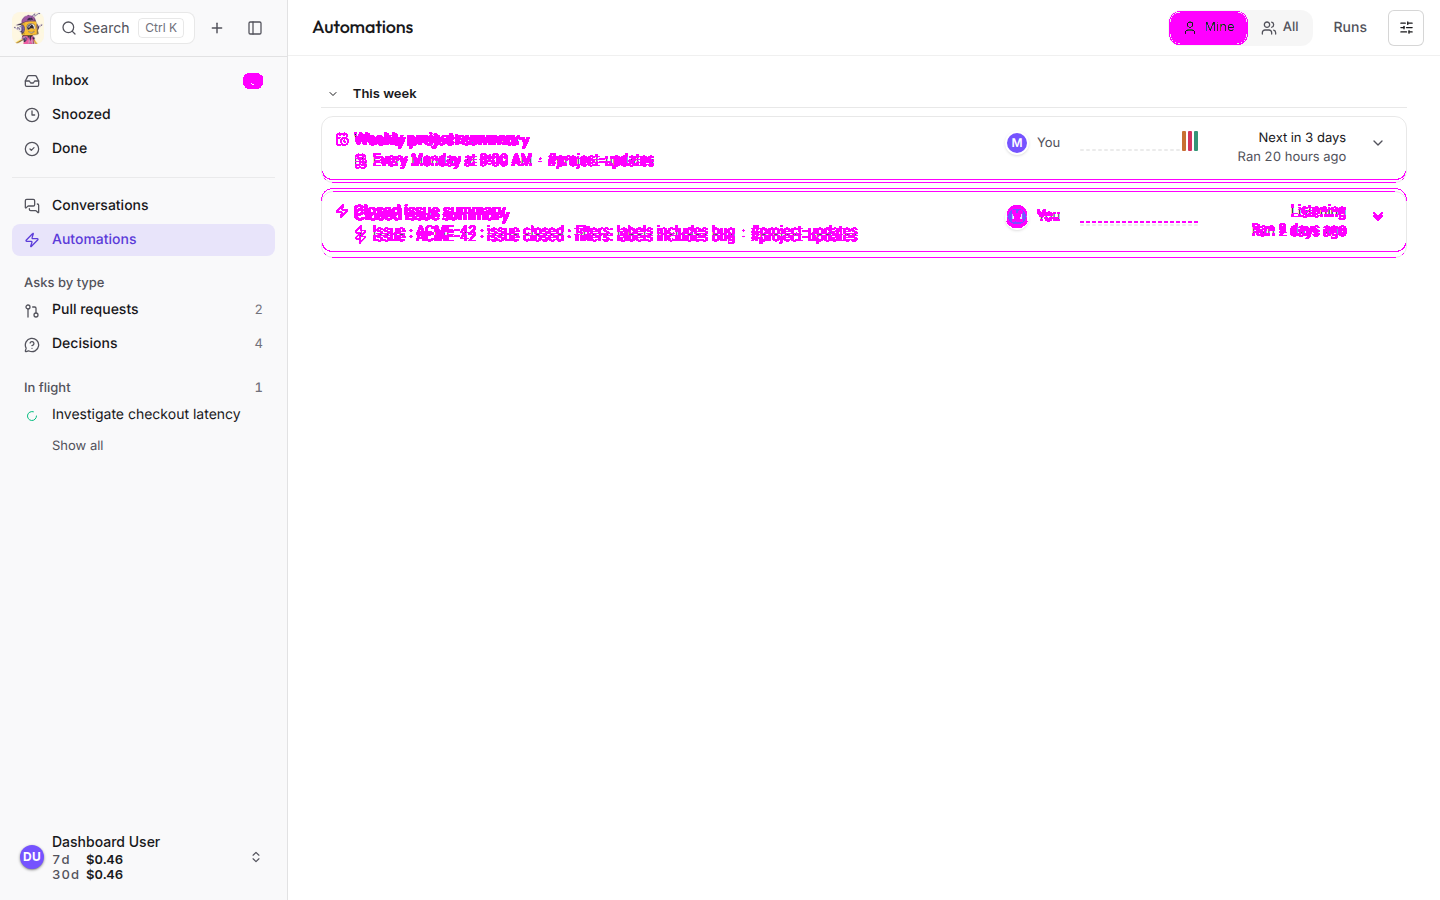 Search Ctrl K
Automations
Mine
All
Runs
Inbox
Snoozed
Done
Conversations
Automations
Asks by type
Pull requests 2
Decisions 4
In flight 1
Investigate checkout latency
Show all
This week
Weekly project summary
Every Monday at 9:00 AM · #project-updates
M You
Next in 3 days
Ran 20 hours ago
Closed issue summary
Issue · ACME-42 · issue closed · Filters: labels includes bug · #project-updates
You
Listening
Ran 2 days ago
DU Dashboard User
7d $0.46
30d $0.46